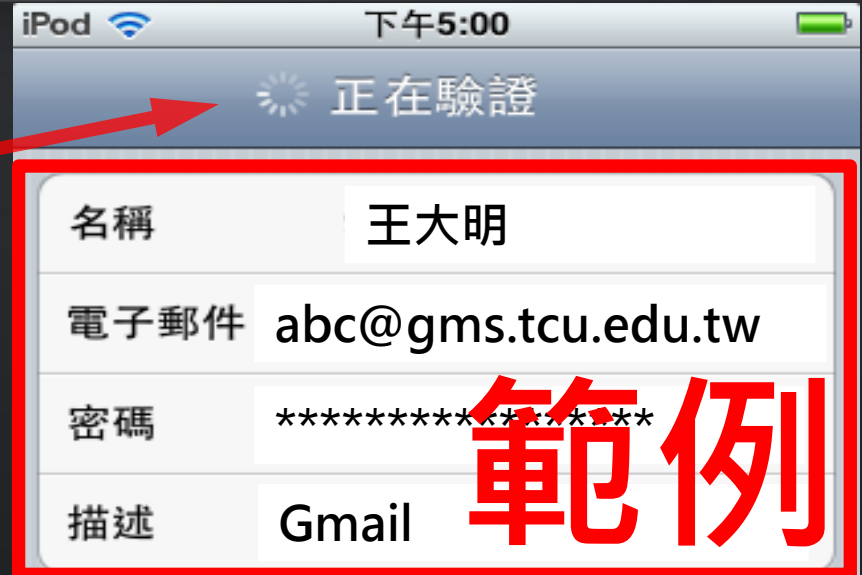 iPod 下午5:00
正在驗證
名稱 王大明
電子郵件 abc@gms.tcu.edu.tw
密碼 *****************
描述 Gmail
範例